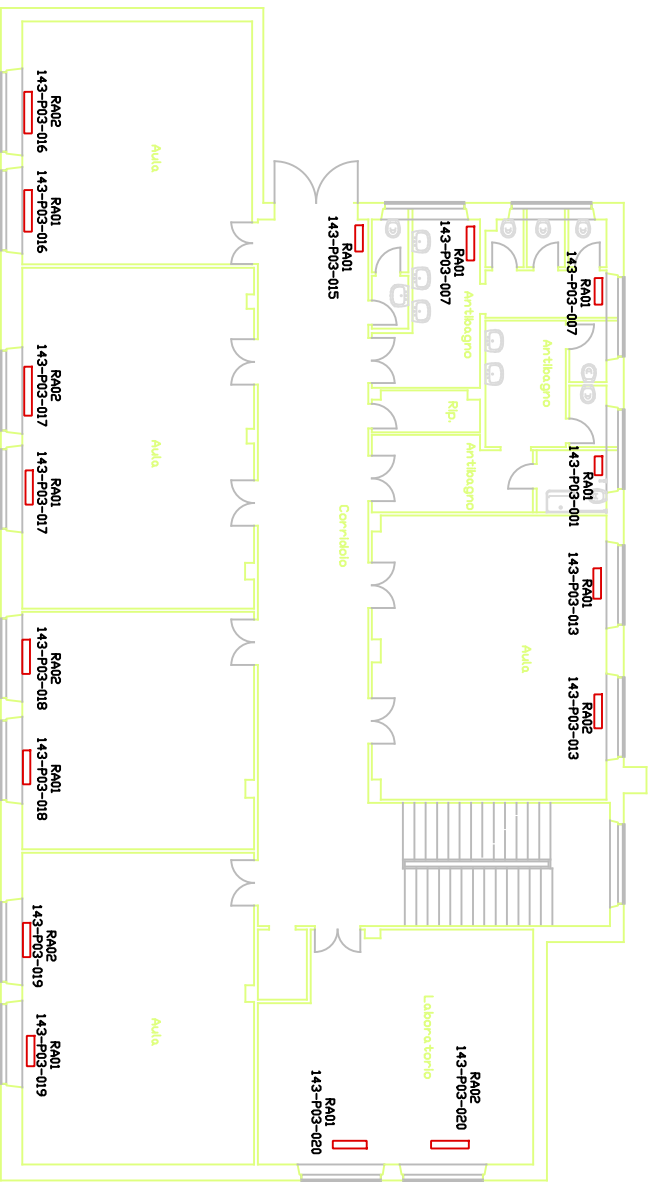 RA02
143-P03-016
RA01
143-P03-016
Aula
RA01
143-P03-015
RA01
143-P03-007
RA01
143-P03-007
Antibagno
Antibagno
Rip.
Antibagno
RA01
143-P03-001
RA02
143-P03-017
RA01
143-P03-017
Aula
Corridoio
RA01
143-P03-013
Aula
RA02
143-P03-013
RA02
143-P03-018
RA01
143-P03-018
RA02
143-P03-019
RA01
143-P03-019
Aula
Laboratorio
RA01
143-P03-020
RA02
143-P03-020